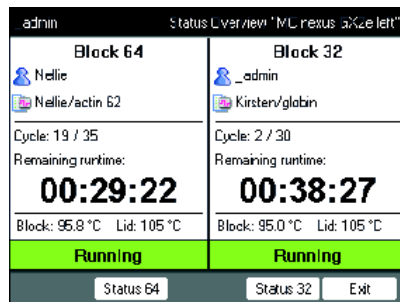 _admin
Status Overview "MC nexus GX2e left"
Block 64
Nellie
Nellie/actin 62
Cycle: 19 / 35
Remaining runtime:
00:29:22
Block: 95.8 °C Lid: 105 °C
Running
Block 32
_admin
Kirsten/globin
Cycle: 2 / 30
Remaining runtime:
00:38:27
Block: 95.0 °C Lid: 105 °C
Running
Status 64
Status 32
Exit